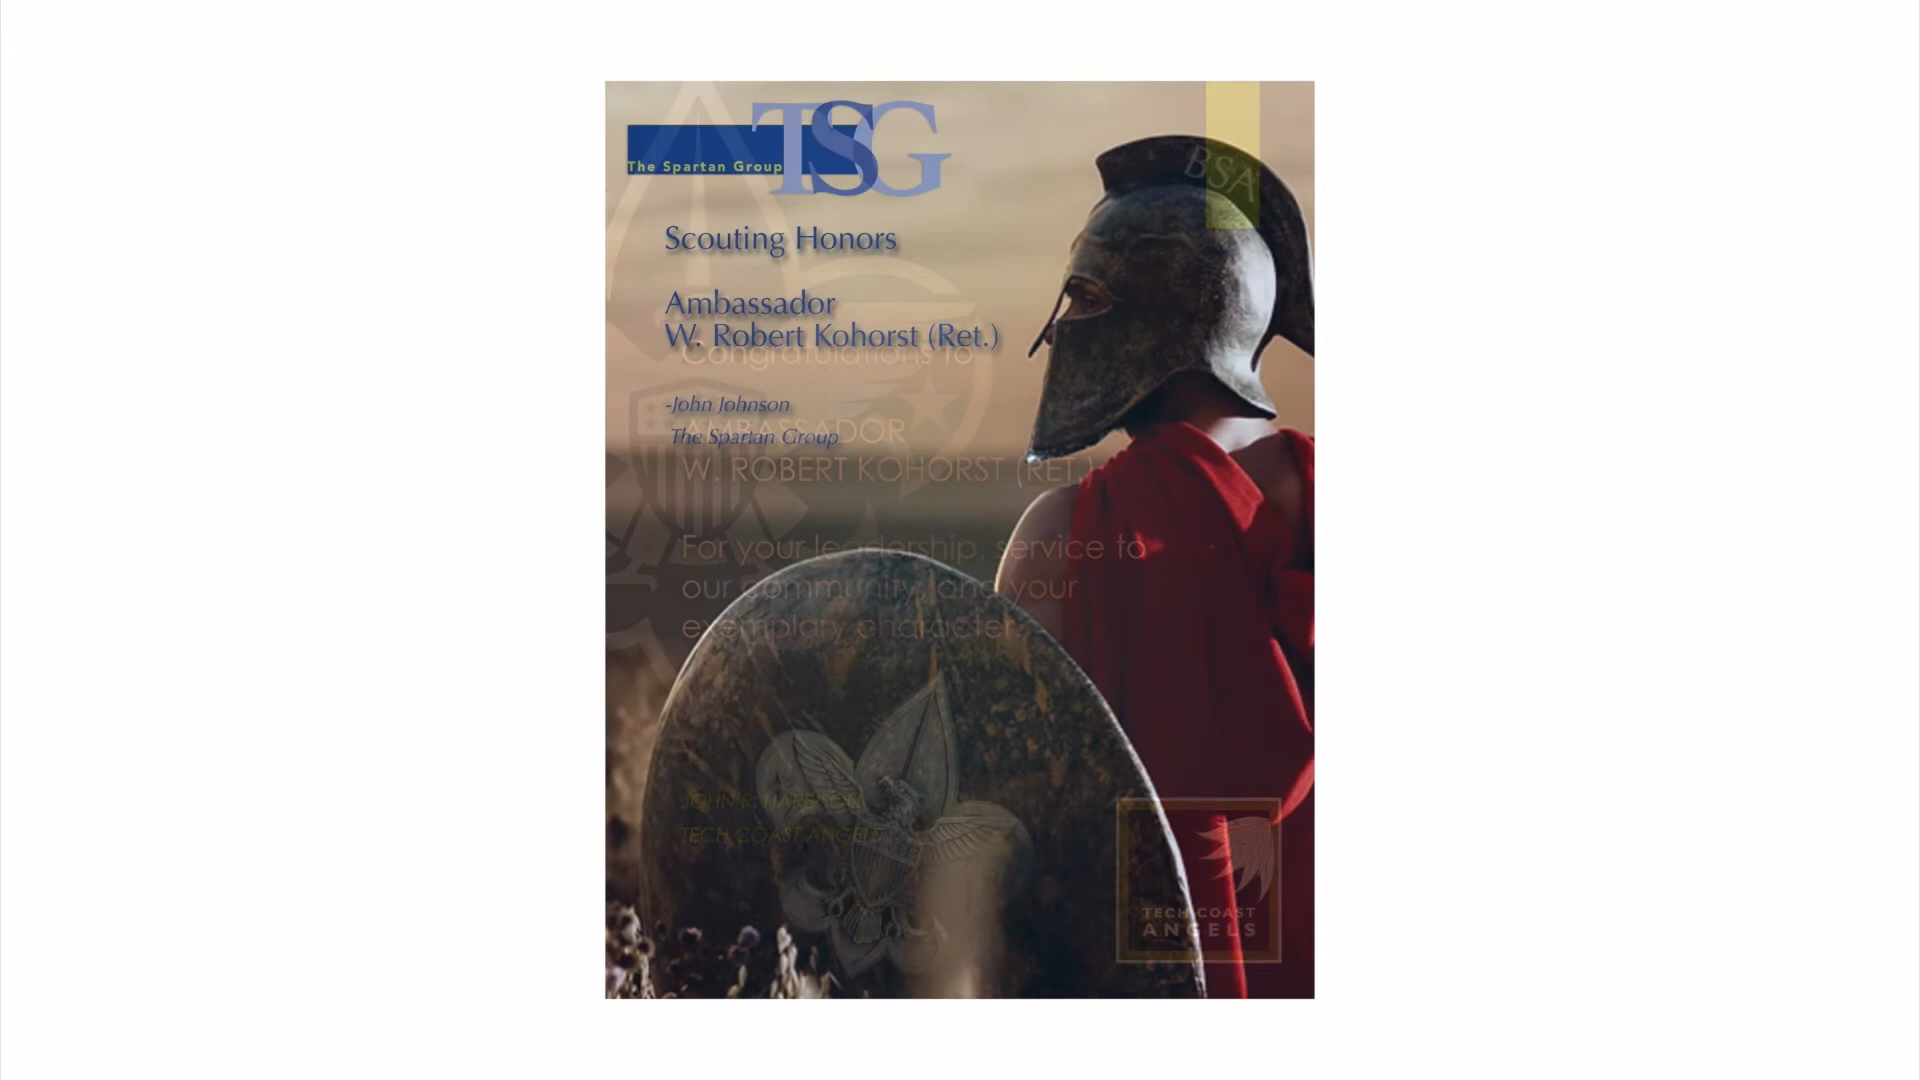 TSG
The Spartan Group
BSA
Scouting Honors
Ambassador
W. Robert Kohorst (Ret.)
Congratulations to
-John Johnson
The Spartan Group
AMBASSADOR
W. ROBERT KOHORST (RET.)
For your leadership, service to
our community, and your
exemplary character.
JOHN R.
TECH COAST ANGELS
TECH COAST
ANGELS